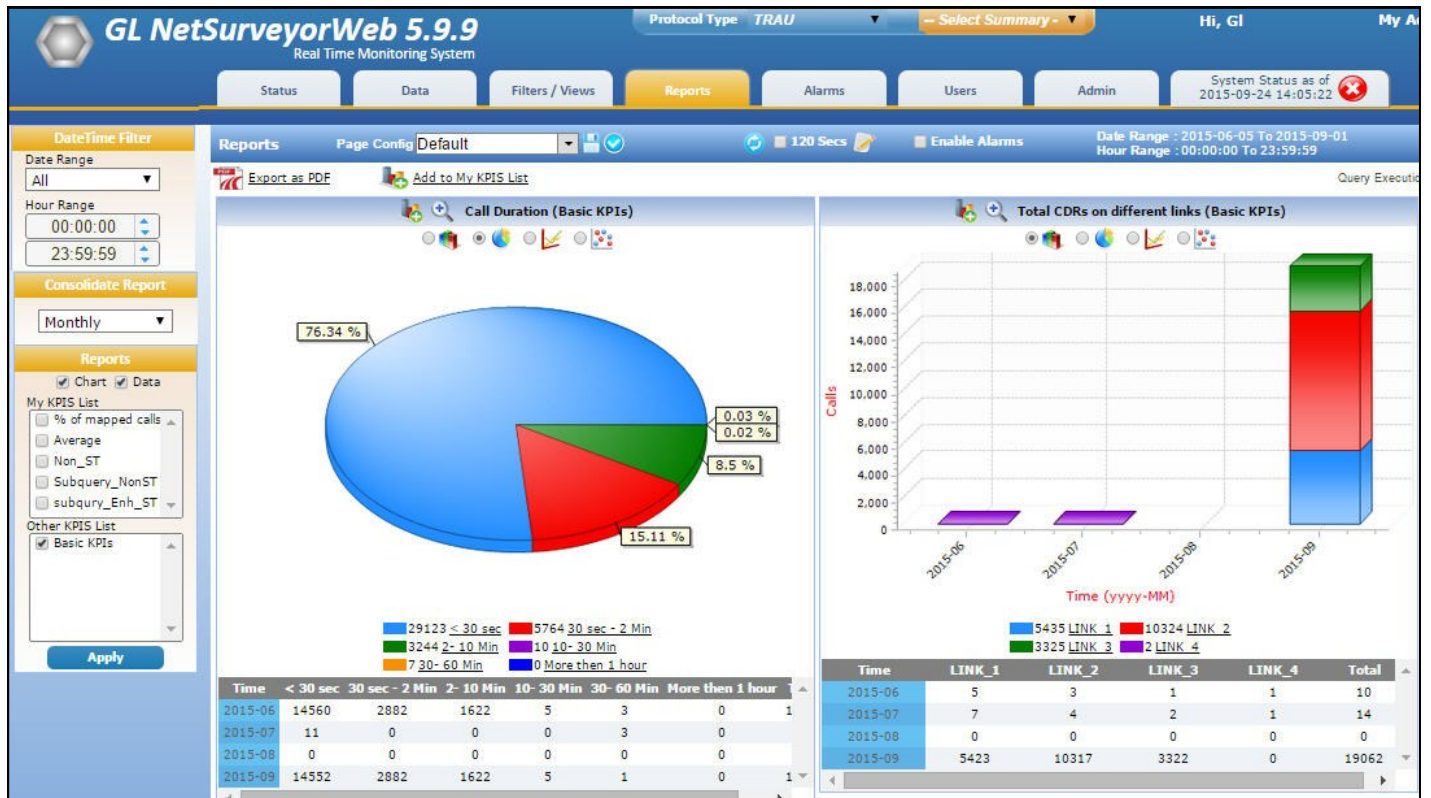 GL NetSurveyorWeb 5.9.9
Real Time Monitoring System
Protocol Type TRAU
-- Select Summary -
Hi, Gl
My A
Status
Data
Filters / Views
Reports
Alarms
Users
Admin
System Status as of
2015-09-24 14:05:22
DateTime Filter
Date Range
All
Hour Range
00:00:00
23:59:59
Consolidate Report
Monthly
Reports
Chart Data
My KPIS List
% of mapped calls
Average
Non_ST
Subquery_NonST
subqury_Enh_ST
Other KPIS List
Basic KPIs
Apply
Reports Page Config Default 120 Secs Enable Alarms
Date Range : 2015-06-05 To 2015-09-01
Hour Range : 00:00:00 To 23:59:59
PDF Export as PDF Add to My KPIS List Query Executio
Call Duration (Basic KPIs)
76.34 %
0.03 %
0.02 %
8.5 %
15.11 %
29123 < 30 sec 5764 30 sec - 2 Min
3244 2- 10 Min 10 10- 30 Min
7 30- 60 Min 0 More then 1 hour
Time < 30 sec 30 sec - 2 Min 2- 10 Min 10- 30 Min 30- 60 Min More then 1 hour
2015-06 14560 2882 1622 5 3 0 1
2015-07 11 0 0 0 3 0
2015-08 0 0 0 0 0 0
2015-09 14552 2882 1622 5 1 0 1
Total CDRs on different links (Basic KPIs)
18,000
16,000
14,000
12,000
10,000
8,000
6,000
4,000
2,000
0
Calls
2015-06
2015-07
2015-08
2015-09
Time (yyyy-MM)
5435 LINK_1 10324 LINK_2
3325 LINK_3 2 LINK_4
Time LINK_1 LINK_2 LINK_3 LINK_4 Total
2015-06 5 3 1 1 10
2015-07 7 4 2 1 14
2015-08 0 0 0 0 0
2015-09 5423 10317 3322 0 19062